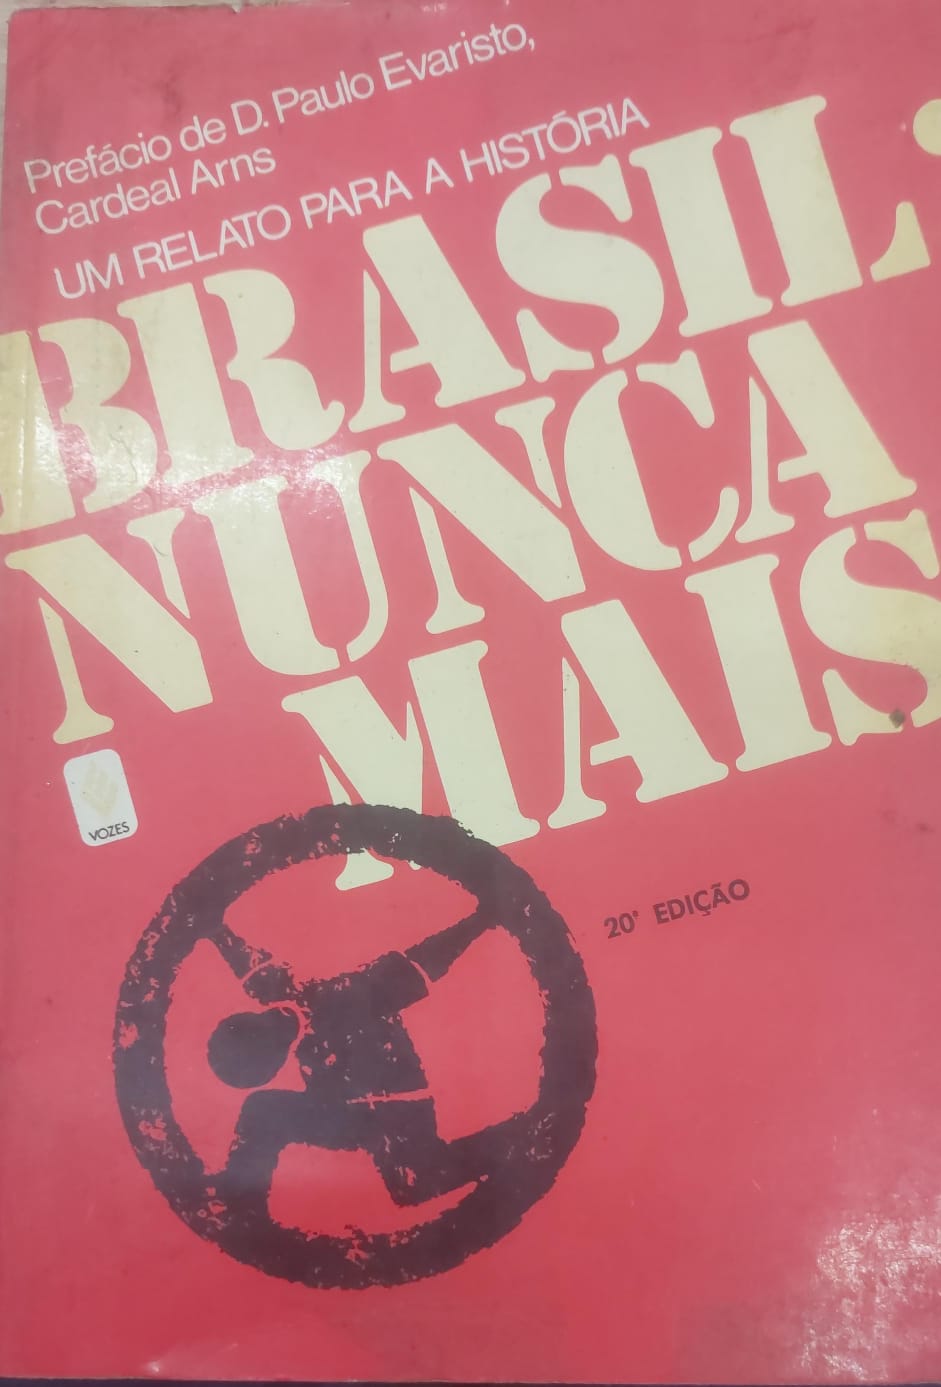 Prefácio de D. Paulo Evaristo,
Cardeal Arns
UM RELATO PARA A HISTÓRIA
BRASIL:
NUNCA
MAIS
VOZES
20ª EDIÇÃO